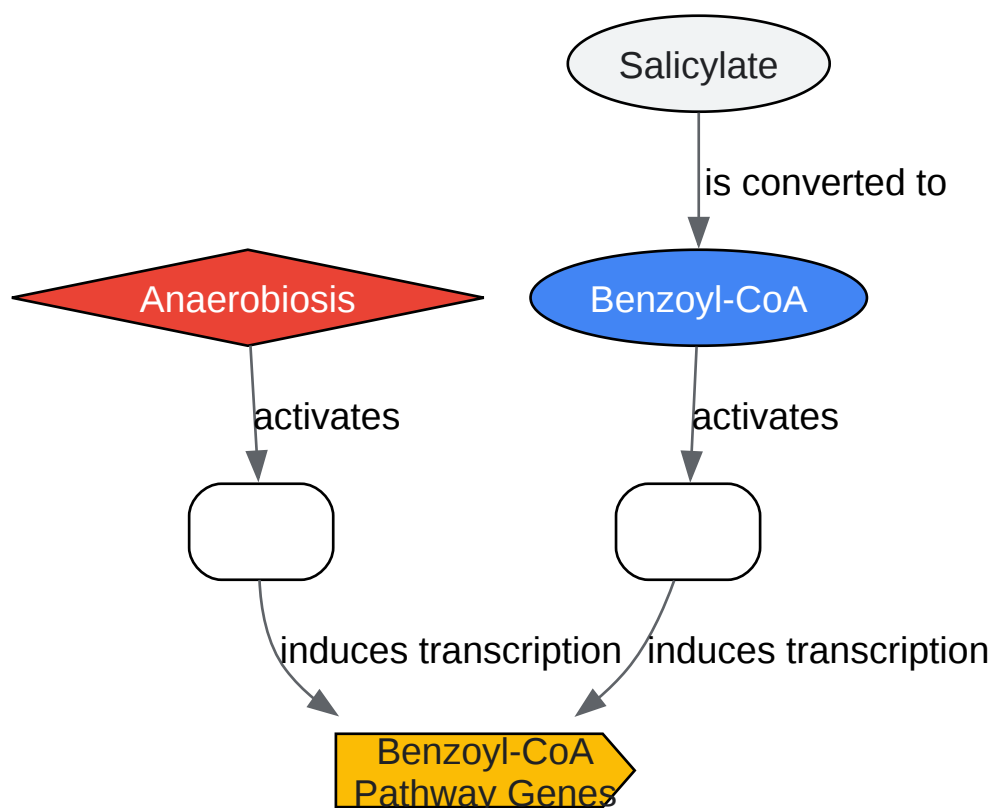 Salicylate
is converted to
Anaerobiosis
Benzoyl-CoA
activates
activates
induces transcription
induces transcription
Benzoyl-CoA
Pathway Genes